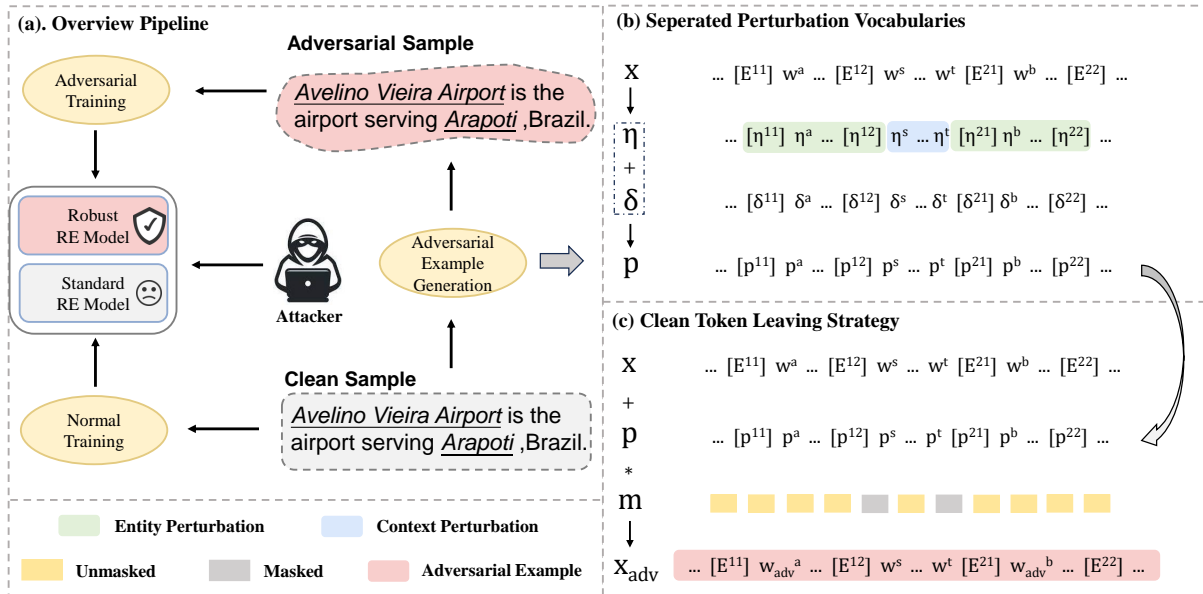 (a). Overview Pipeline
Adversarial Sample
Adversarial
Training
Avelino Vieira Airport is the
airport serving Arapoti ,Brazil.
Robust
RE Model
Standard
RE Model
Attacker
Adversarial
Example
Generation
Clean Sample
Normal
Training
Avelino Vieira Airport is the
airport serving Arapoti ,Brazil.
Entity Perturbation
Context Perturbation
Unmasked
Masked
Adversarial Example
(b) Seperated Perturbation Vocabularies
x ... [E¹¹] wᵃ ... [E¹²] wˢ ... wᵗ [E²¹] wᵇ ... [E²²] ...
η ... [η¹¹] ηᵃ ... [η¹²] ηˢ ... ηᵗ [η²¹] ηᵇ ... [η²²] ...
+
δ ... [δ¹¹] δᵃ ... [δ¹²] δˢ ... δᵗ [δ²¹] δᵇ ... [δ²²] ...
p ... [p¹¹] pᵃ ... [p¹²] pˢ ... pᵗ [p²¹] pᵇ ... [p²²] ...
(c) Clean Token Leaving Strategy
x ... [E¹¹] wᵃ ... [E¹²] wˢ ... wᵗ [E²¹] wᵇ ... [E²²] ...
+
p ... [p¹¹] pᵃ ... [p¹²] pˢ ... pᵗ [p²¹] pᵇ ... [p²²] ...
*
m
x_adv ... [E¹¹] w_advᵃ ... [E¹²] wˢ ... wᵗ [E²¹] w_advᵇ ... [E²²] ...